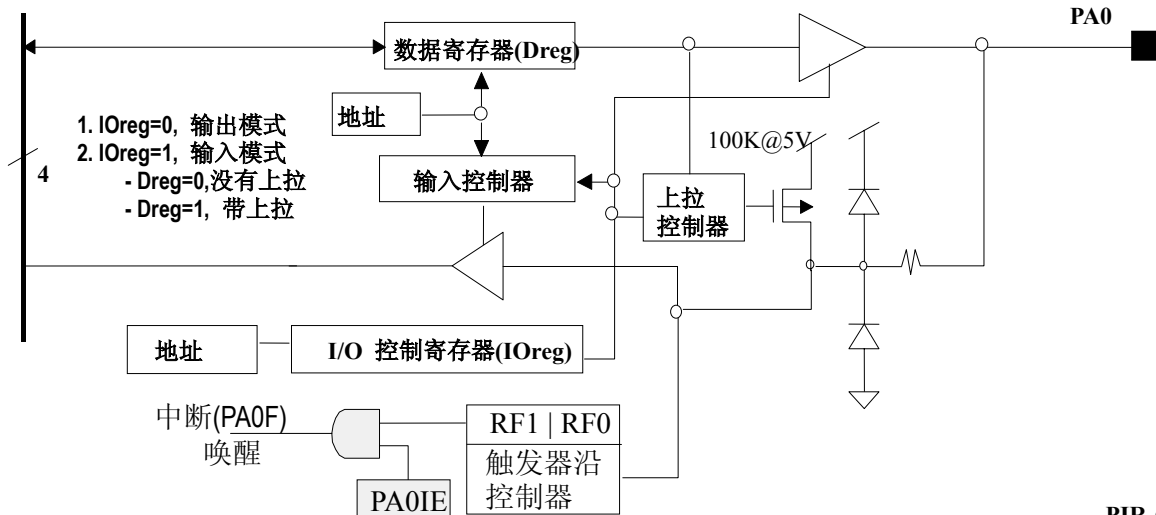 PA0
数据寄存器(Dreg)
地址
1. IOreg=0, 输出模式
2. IOreg=1, 输入模式
- Dreg=0,没有上拉
- Dreg=1, 带上拉
4
100K@5V
输入控制器
上拉
控制器
地址
I/O 控制寄存器(IOreg)
中断(PA0F)
唤醒
RF1 | RF0
触发器沿
控制器
PA0IE